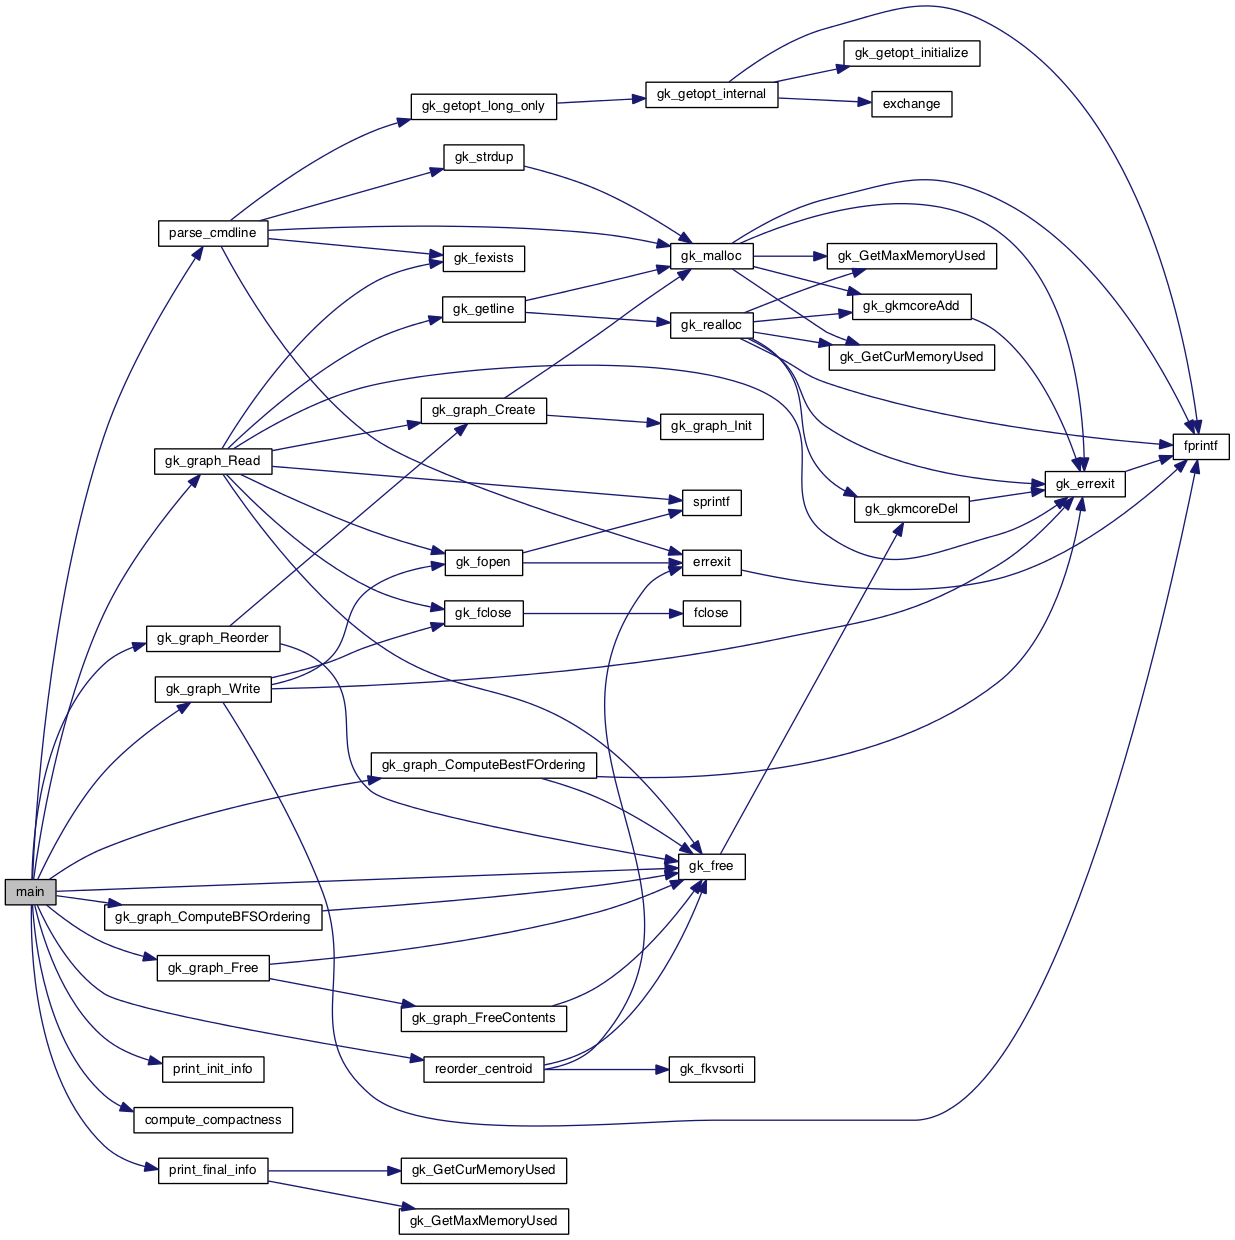 gk_getopt_initialize
gk_getopt_internal
gk_getopt_long_only
exchange
gk_strdup
parse_cmdline
gk_malloc
gk_fexists
gk_GetMaxMemoryUsed
gk_getline
gk_gkmcoreAdd
gk_realloc
gk_GetCurMemoryUsed
gk_graph_Create
gk_graph_Init
fprintf
gk_graph_Read
gk_errexit
sprintf
gk_gkmcoreDel
gk_fopen
errexit
gk_fclose
fclose
gk_graph_Reorder
gk_graph_Write
gk_graph_ComputeBestFOrdering
gk_free
main
gk_graph_ComputeBFSOrdering
gk_graph_Free
gk_graph_FreeContents
print_init_info
reorder_centroid
gk_fkvsorti
compute_compactness
print_final_info
gk_GetCurMemoryUsed
gk_GetMaxMemoryUsed